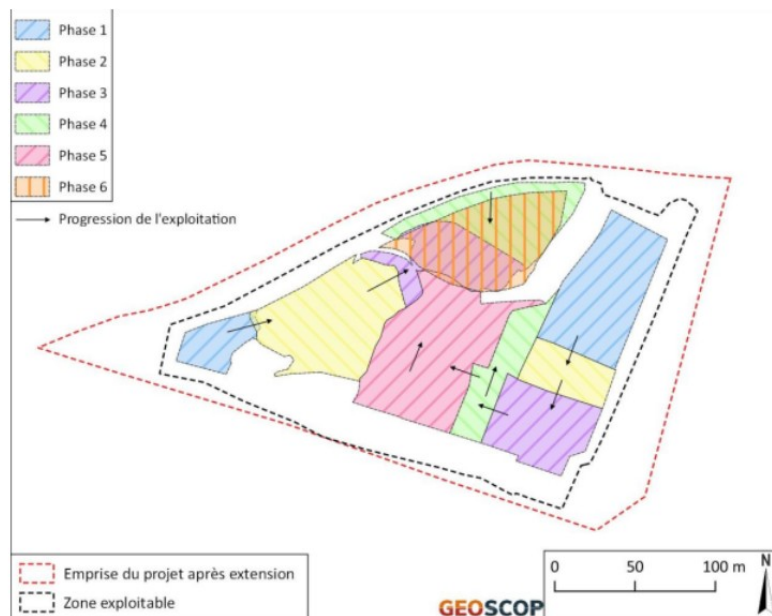 Phase 1
Phase 2
Phase 3
Phase 4
Phase 5
Phase 6
Progression de l'exploitation
Emprise du projet après extension
Zone exploitable
GEOSCOP
0 50 100 m
N